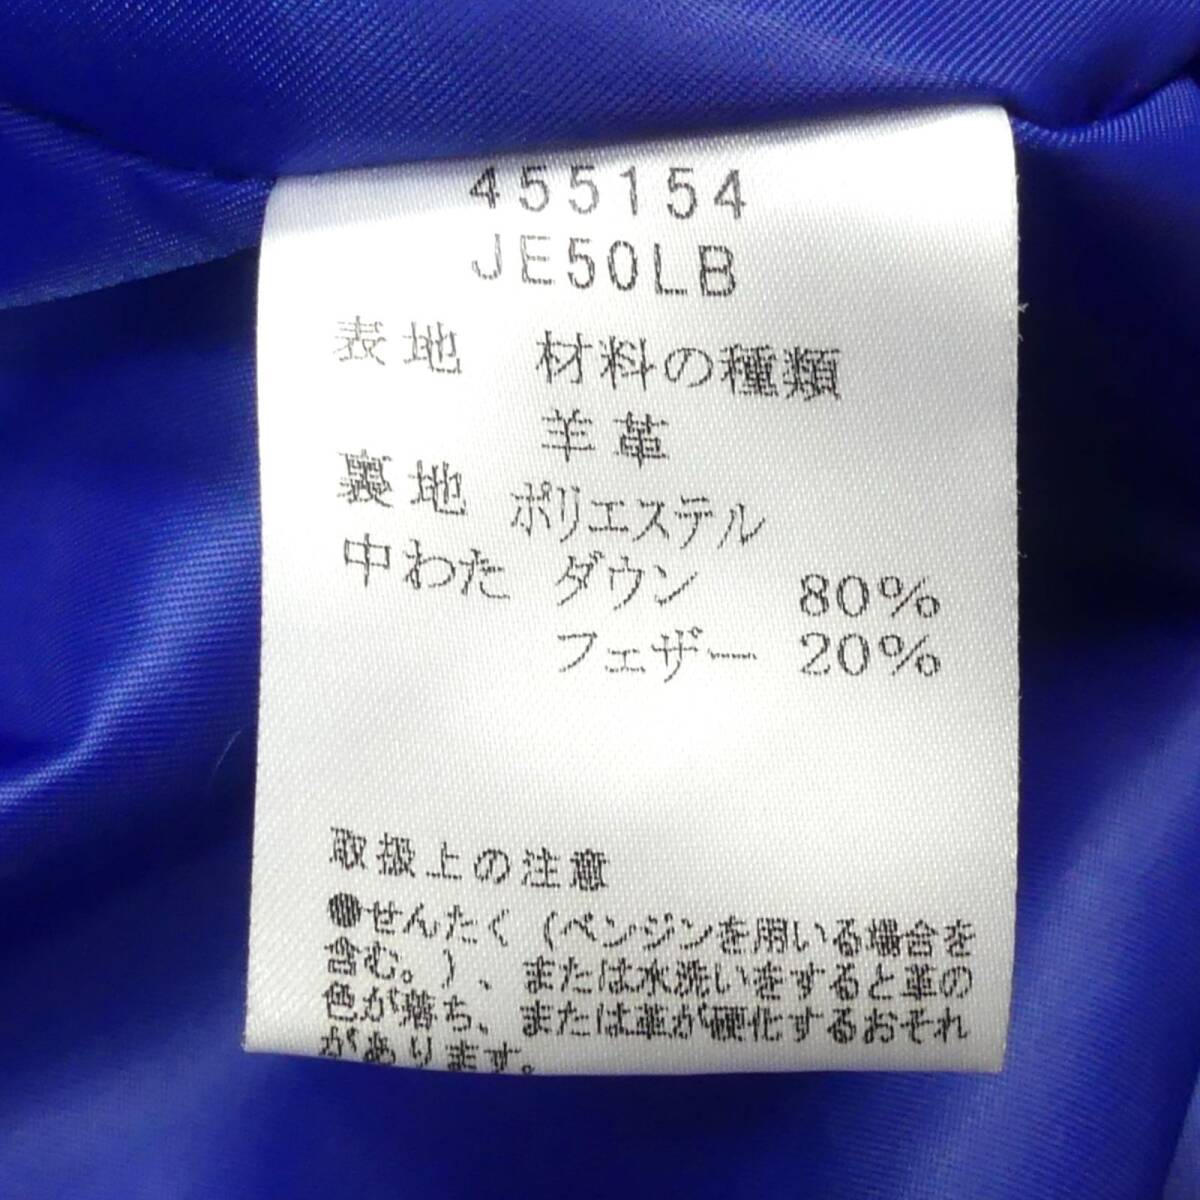 455154
JE50LB
表地 材料の種類
羊革
裏地 ポリエステル
中わた ダウン 80%
フェザー 20%
取扱上の注意
●せんたく(ベンジンを用いる場合を
含む。)、または水洗いをすると革の
色が落ち、または革が硬化するおそれ
があります。